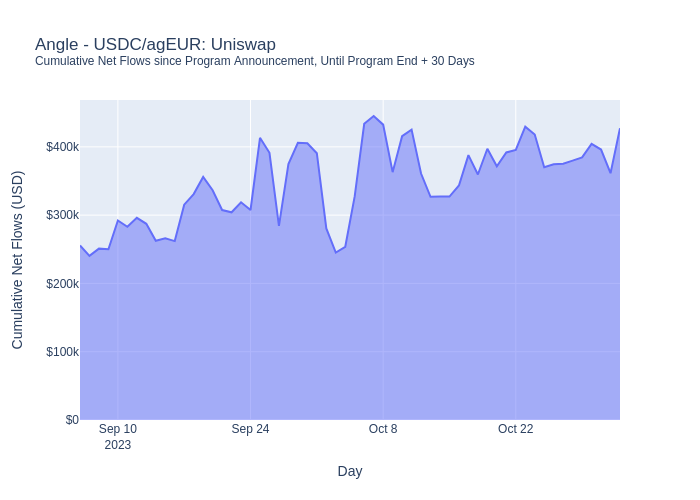 Angle - USDC/agEUR: Uniswap
Cumulative Net Flows since Program Announcement, Until Program End + 30 Days
Cumulative Net Flows (USD)
$400k
$300k
$200k
$100k
$0
Sep 10
2023
Sep 24
Oct 8
Oct 22
Day